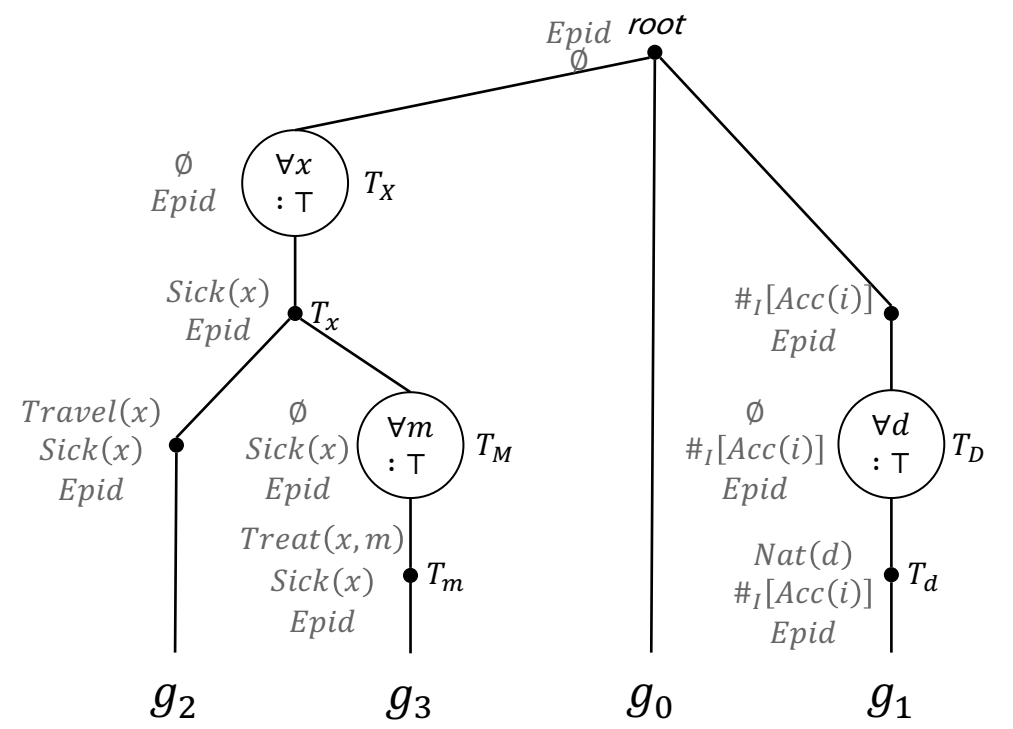 Epid root
∅
∅
Epid
∀x
: ⊤
T_X
Sick(x)
Epid
T_x
#_I[Acc(i)]
Epid
Travel(x)
Sick(x)
Epid
∅
Sick(x)
Epid
∀m
: ⊤
T_M
∅
#_I[Acc(i)]
Epid
∀d
: ⊤
T_D
Treat(x, m)
Sick(x)
Epid
T_m
Nat(d)
#_I[Acc(i)]
Epid
T_d
g_2
g_3
g_0
g_1